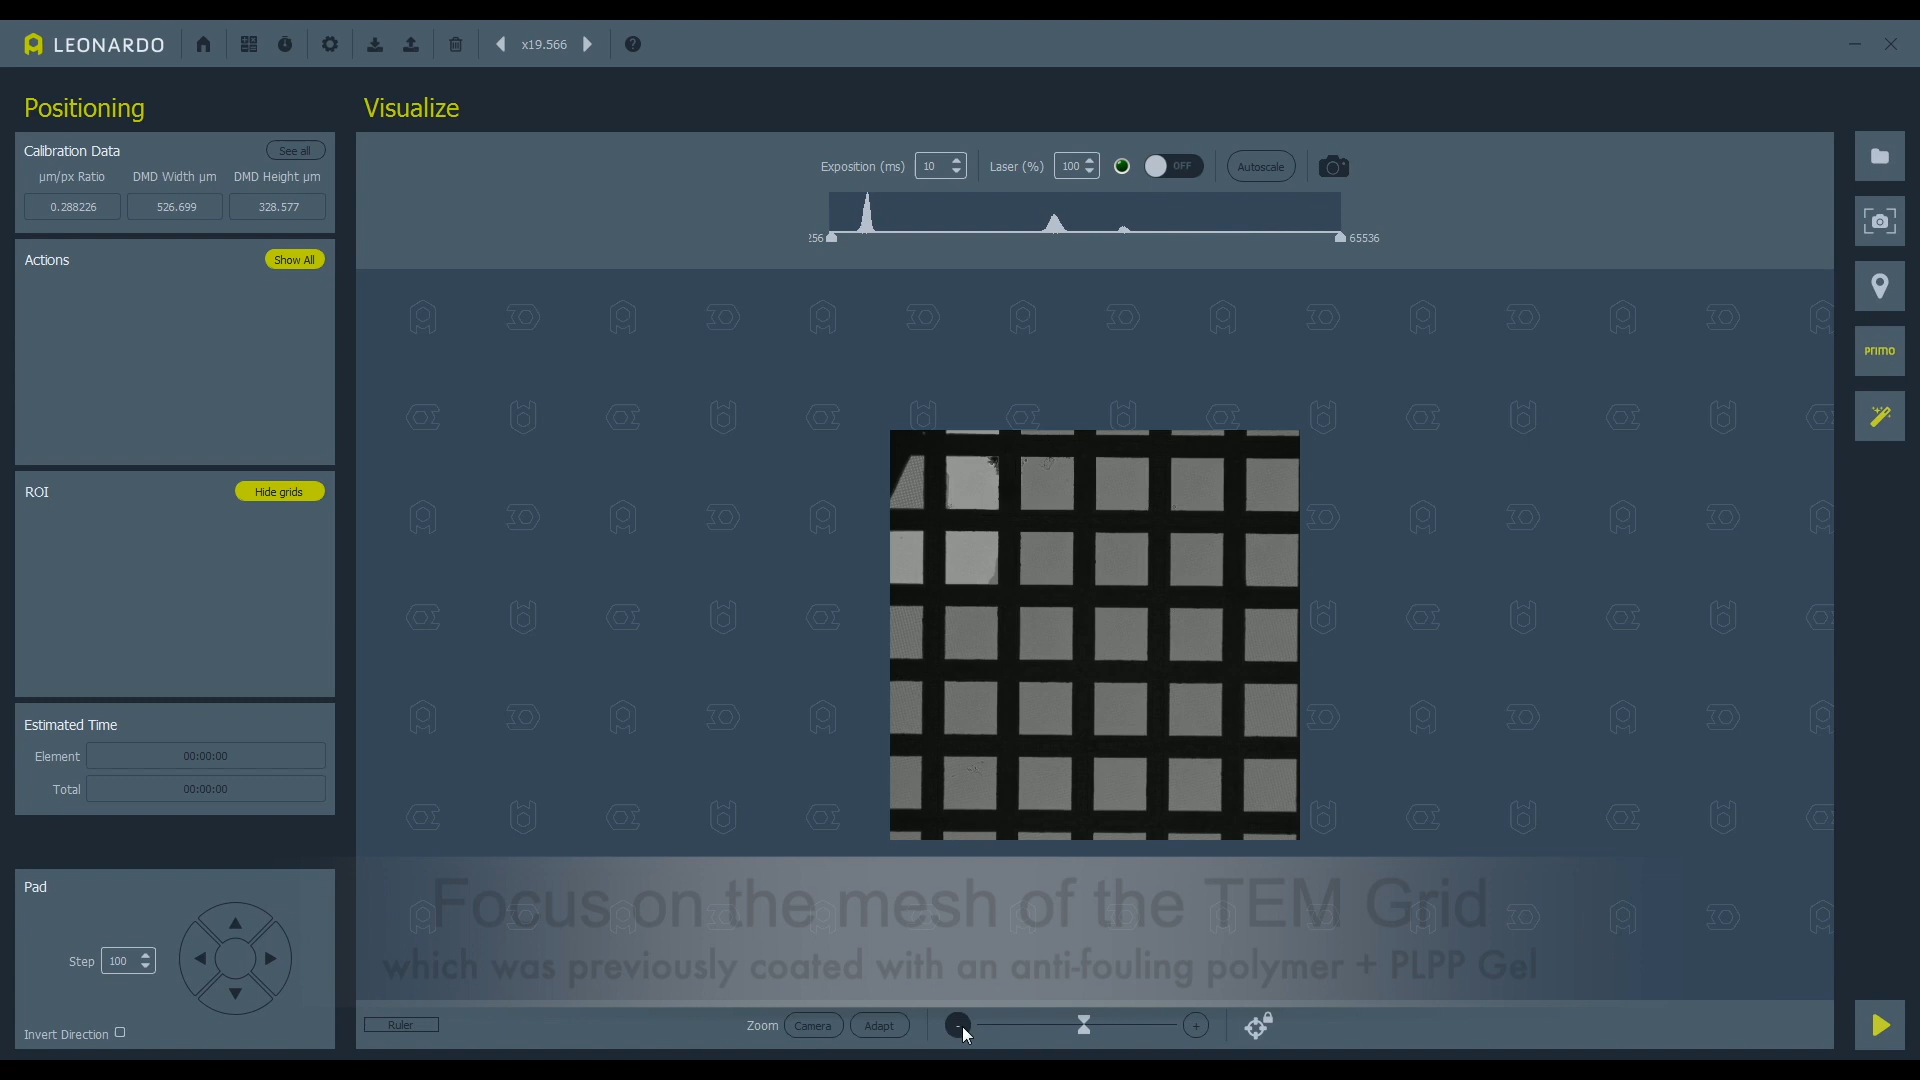 LEONARDO
x19.566
Positioning
Visualize
Calibration Data
See all
µm/px Ratio
DMD Width µm
DMD Height µm
0.288226
526.699
328.577
Exposition (ms)
10
Laser (%)
100
OFF
Autoscale
256
65536
Actions
Show All
primo
ROI
Hide grids
Estimated Time
Element
00:00:00
Total
00:00:00
Focus on the mesh of the TEM Grid
which was previously coated with an anti-fouling polymer + PLPP Gel
Pad
Step
100
Invert Direction
Ruler
Zoom
Camera
Adapt
-
+